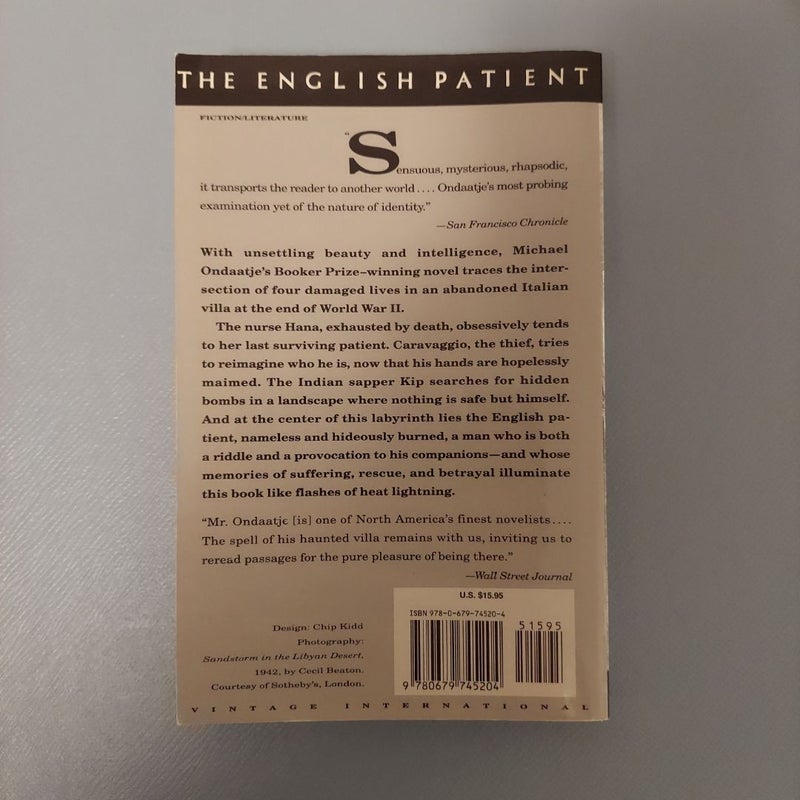 THE ENGLISH PATIENT
FICTION/LITERATURE
"Sensuous, mysterious, rhapsodic,
it transports the reader to another world .... Ondaatje's most probing
examination yet of the nature of identity."
—San Francisco Chronicle
With unsettling beauty and intelligence, Michael
Ondaatje's Booker Prize–winning novel traces the inter-
section of four damaged lives in an abandoned Italian
villa at the end of World War II.
The nurse Hana, exhausted by death, obsessively tends
to her last surviving patient. Caravaggio, the thief, tries
to reimagine who he is, now that his hands are hopelessly
maimed. The Indian sapper Kip searches for hidden
bombs in a landscape where nothing is safe but himself.
And at the center of this labyrinth lies the English pa-
tient, nameless and hideously burned, a man who is both
a riddle and a provocation to his companions—and whose
memories of suffering, rescue, and betrayal illuminate
this book like flashes of heat lightning.
"Mr. Ondaatje [is] one of North America's finest novelists....
The spell of his haunted villa remains with us, inviting us to
reread passages for the pure pleasure of being there."
—Wall Street Journal
U.S. $15.95
ISBN 978-0-679-74520-4
51595
9 780679 745204
Design: Chip Kidd
Photography:
Sandstorm in the Libyan Desert,
1942, by Cecil Beaton.
Courtesy of Sotheby's, London.
VINTAGE INTERNATIONAL